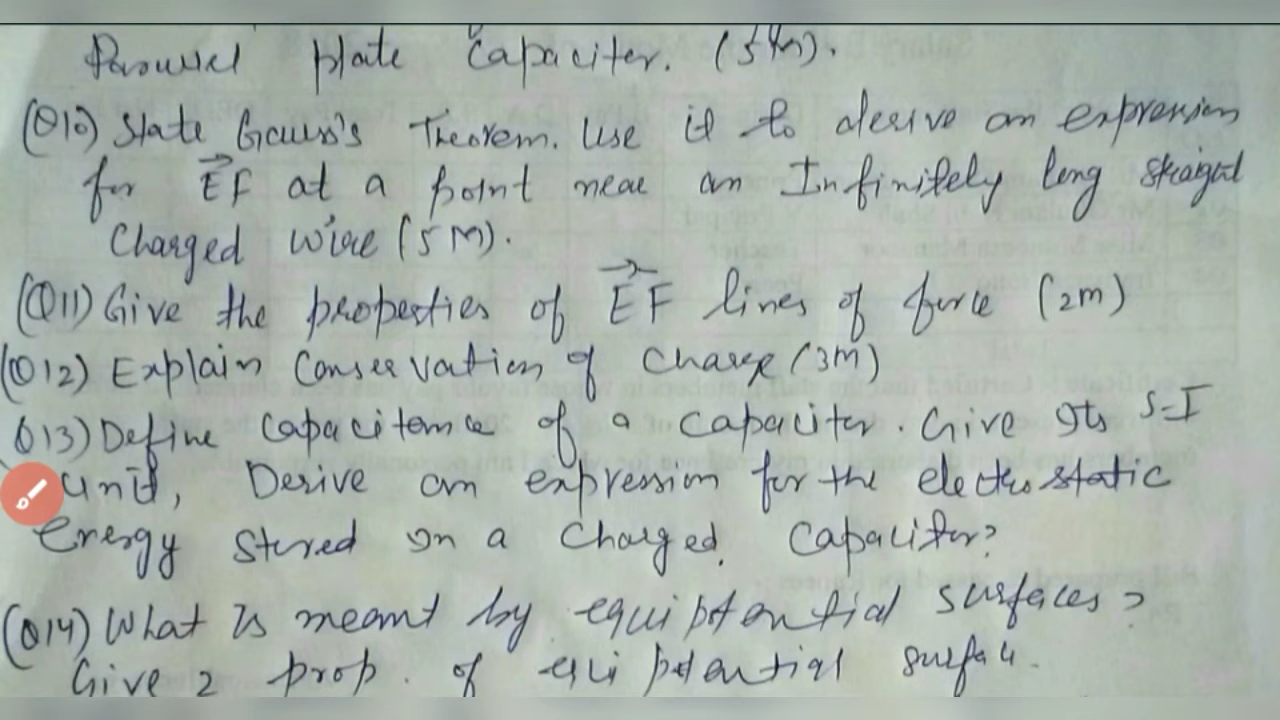 plate Capaciter. (5M).
(Q10) State Gauss's Theorem. Use it to derive an expression
for EF at a point near an Infinitely long straight
Charged Wire (5M).
(Q11) Give the properties of EF lines of force (2m)
(Q12) Explain Conservation of Charge (3M)
Q13) Define Capacitance of a Capacitor. Give Its S-I
Unit, Derive an expression for the electrostatic
Energy Stored In a Charged Capacitor?
(Q14) What Is meant by equipotential surfaces?
Give 2 prop. of equipotential surface.